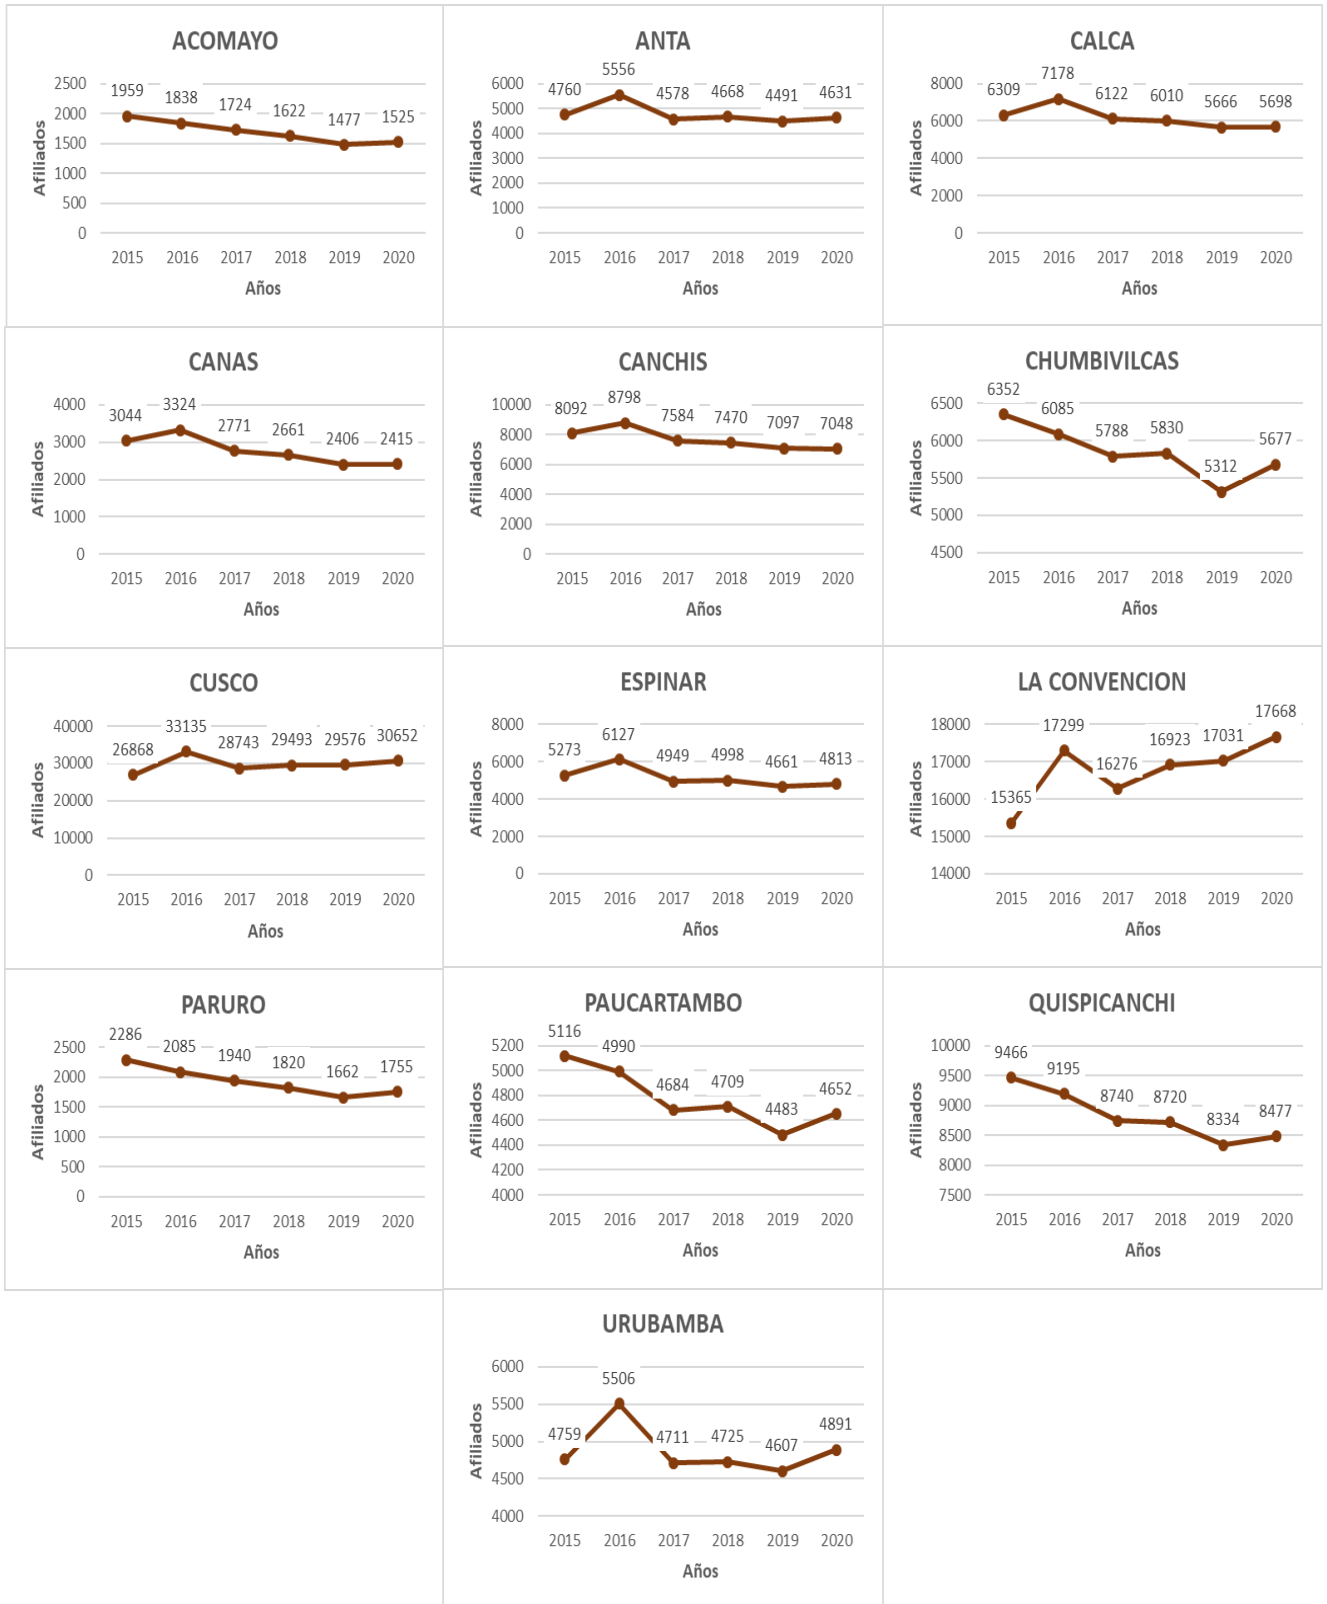 ACOMAYO
2500
2000
1500
1000
500
0
1959
1838
1724
1622
1477
1525
Afiliados
2015 2016 2017 2018 2019 2020
Años
ANTA
6000
5000
4000
3000
2000
1000
0
4760
5556
4578
4668
4491
4631
Afiliados
2015 2016 2017 2018 2019 2020
Años
CALCA
8000
6000
4000
2000
0
6309
7178
6122
6010
5666
5698
Afiliados
2015 2016 2017 2018 2019 2020
Años
CANAS
4000
3000
2000
1000
0
3044
3324
2771
2661
2406
2415
Afiliados
2015 2016 2017 2018 2019 2020
Años
CANCHIS
10000
8000
6000
4000
2000
0
8092
8798
7584
7470
7097
7048
Afiliados
2015 2016 2017 2018 2019 2020
Años
CHUMBIVILCAS
6500
6000
5500
5000
4500
6352
6085
5788
5830
5312
5677
Afiliados
2015 2016 2017 2018 2019 2020
Años
CUSCO
40000
30000
20000
10000
0
26868
33135
28743
29493
29576
30652
Afiliados
2015 2016 2017 2018 2019 2020
Años
ESPINAR
8000
6000
4000
2000
0
5273
6127
4949
4998
4661
4813
Afiliados
2015 2016 2017 2018 2019 2020
Años
LA CONVENCION
18000
17000
16000
15000
14000
15365
17299
16276
16923
17031
17668
Afiliados
2015 2016 2017 2018 2019 2020
Años
PARURO
2500
2000
1500
1000
500
0
2286
2085
1940
1820
1662
1755
Afiliados
2015 2016 2017 2018 2019 2020
Años
PAUCARTAMBO
5200
5000
4800
4600
4400
4200
4000
5116
4990
4684
4709
4483
4652
Afiliados
2015 2016 2017 2018 2019 2020
Años
QUISPICANCHI
10000
9500
9000
8500
8000
7500
9466
9195
8740
8720
8334
8477
Afiliados
2015 2016 2017 2018 2019 2020
Años
URUBAMBA
6000
5500
5000
4500
4000
4759
5506
4711
4725
4607
4891
Afiliados
2015 2016 2017 2018 2019 2020
Años